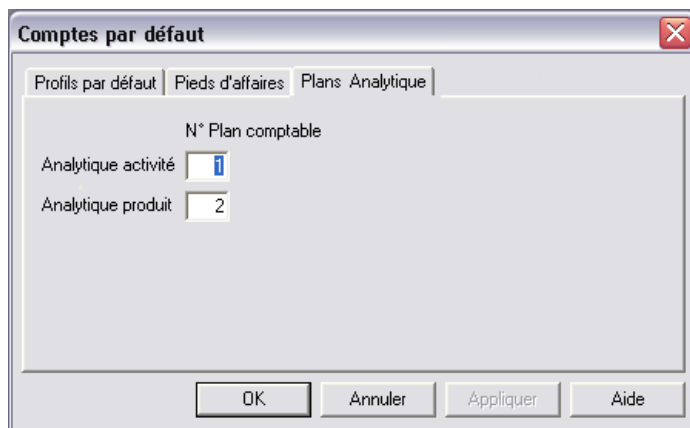 Comptes par défaut
Profils par défaut Pieds d'affaires Plans Analytique
N° Plan comptable
Analytique activité 1
Analytique produit 2
OK Annuler Appliquer Aide